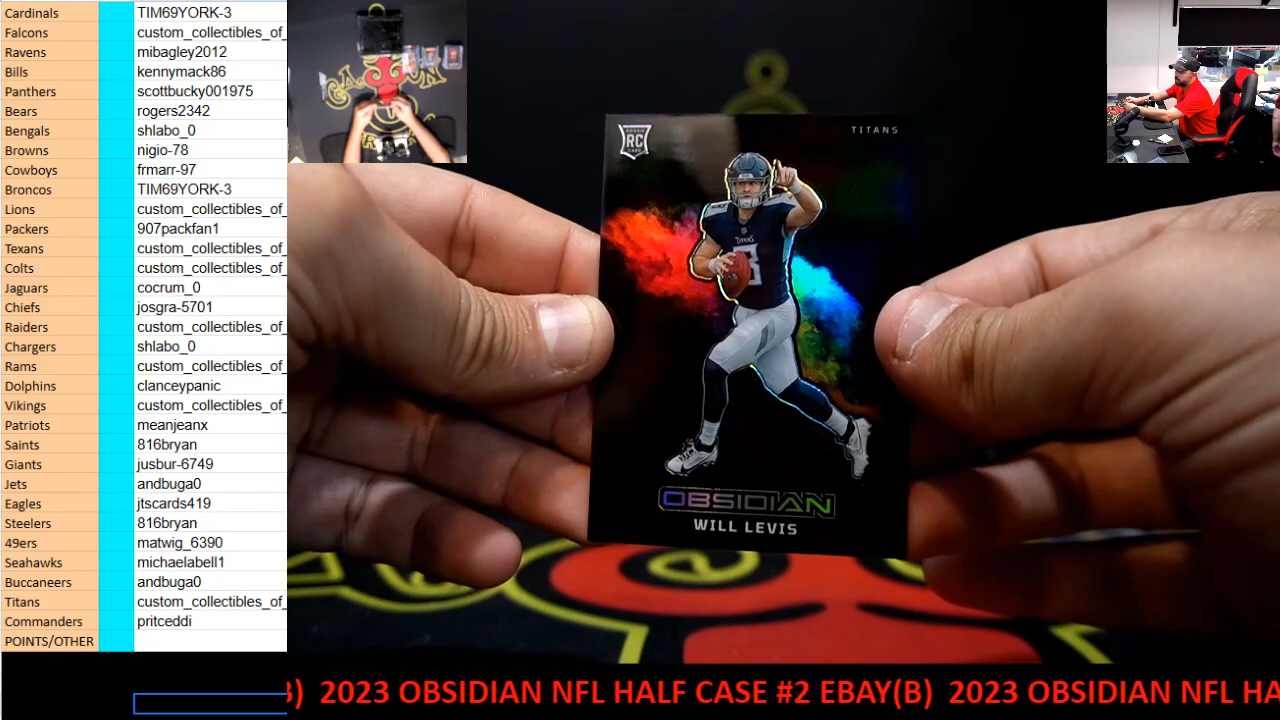 Cardinals TIM69YORK-3
Falcons custom_collectibles_of_
Ravens mibagley2012
Bills kennymack86
Panthers scottbucky001975
Bears rogers2342
Bengals shlabo_0
Browns nigio-78
Cowboys frmarr-97
Broncos TIM69YORK-3
Lions custom_collectibles_of_
Packers 907packfan1
Texans custom_collectibles_of_
Colts custom_collectibles_of_
Jaguars cocrum_0
Chiefs josgra-5701
Raiders custom_collectibles_of_
Chargers shlabo_0
Rams custom_collectibles_of_
Dolphins clanceypanic
Vikings custom_collectibles_of_
Patriots meanjeanx
Saints 816bryan
Giants jusbur-6749
Jets andbuga0
Eagles jtscards419
Steelers 816bryan
49ers matwig_6390
Seahawks michaelabell1
Buccaneers andbuga0
Titans custom_collectibles_of_
Commanders pritceddi
POINTS/OTHER
RC
TITANS
TITANS
8
OBSIDIAN
WILL LEVIS
B) 2023 OBSIDIAN NFL HALF CASE #2 EBAY(B) 2023 OBSIDIAN NFL HA